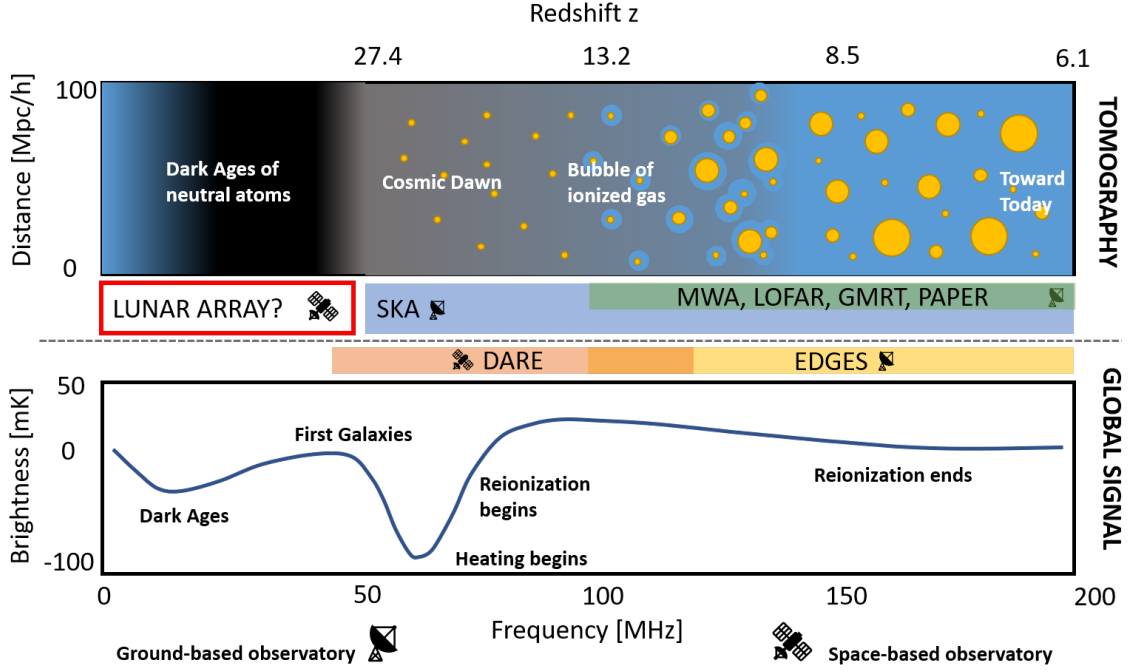 Redshift z
27.4
13.2
8.5
6.1
Distance [Mpc/h]
100
0
Dark Ages of
neutral atoms
Cosmic Dawn
Bubble of
ionized gas
Toward
Today
TOMOGRAPHY
LUNAR ARRAY?
SKA
MWA, LOFAR, GMRT, PAPER
DARE
EDGES
Brightness [mK]
50
0
-100
First Galaxies
Dark Ages
Reionization
begins
Heating begins
Reionization ends
GLOBAL SIGNAL
0
50
100
150
200
Frequency [MHz]
Ground-based observatory
Space-based observatory